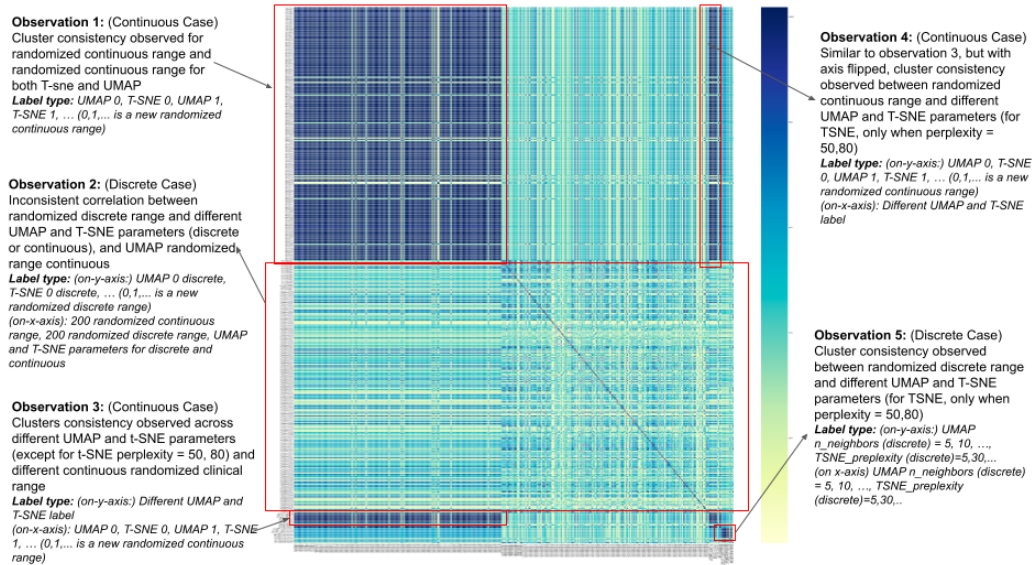 Observation 1: (Continuous Case)
Cluster consistency observed for
randomized continuous range and
randomized continuous range for
both T-sne and UMAP
Label type: UMAP 0, T-SNE 0, UMAP 1,
T-SNE 1, … (0,1,... is a new randomized
continuous range)
Observation 2: (Discrete Case)
Inconsistent correlation between
randomized discrete range and different
UMAP and T-SNE parameters (discrete
or continuous), and UMAP randomized
range continuous
Label type: (on-y-axis:) UMAP 0 discrete,
T-SNE 0 discrete, … (0,1,... is a new
randomized discrete range)
(on-x-axis): 200 randomized continuous
range, 200 randomized discrete range, UMAP
and T-SNE parameters for discrete and
continuous
Observation 3: (Continuous Case)
Clusters consistency observed across
different UMAP and t-SNE parameters
(except for t-SNE perplexity = 50, 80) and
different continuous randomized clinical
range
Label type: (on-y-axis:) Different UMAP and
T-SNE label
(on-x-axis): UMAP 0, T-SNE 0, UMAP 1, T-SNE
1, … (0,1,... is a new randomized continuous
range)
Observation 4: (Continuous Case)
Similar to observation 3, but with
axis flipped, cluster consistency
observed between randomized
continuous range and different
UMAP and T-SNE parameters (for
TSNE, only when perplexity =
50,80)
Label type: (on-y-axis:) UMAP 0, T-SNE
0, UMAP 1, T-SNE 1, … (0,1,... is a new
randomized continuous range)
(on-x-axis): Different UMAP and T-SNE
label
Observation 5: (Discrete Case)
Cluster consistency observed
between randomized discrete range
and different UMAP and T-SNE
parameters (for TSNE, only when
perplexity = 50,80)
Label type: (on-y-axis:) UMAP
n_neighbors (discrete) = 5, 10, …,
TSNE_preplexity (discrete)=5,30,...
(on x-axis) UMAP n_neighbors (discrete)
= 5, 10, …, TSNE_preplexity
(discrete)=5,30,..